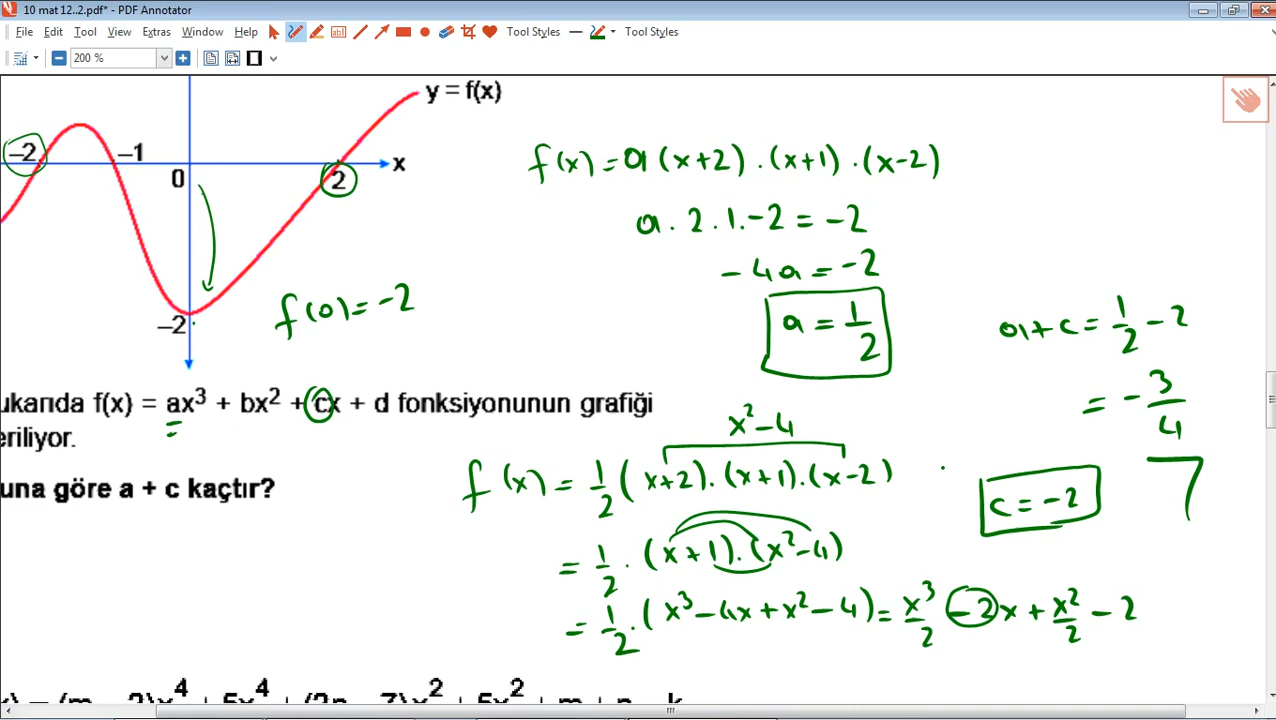 10 mat 12..2.pdf* - PDF Annotator
File Edit Tool View Extras Window Help Tool Styles Tool Styles
200 %
y = f(x)
–2 –1 0 2 x
–2
f(0) = -2
f(x) = a(x+2).(x+1).(x-2)
a. 2. 1. -2 = -2
-4a = -2
a = 1/2
a+c = 1/2 - 2
= - 3/4
ukarıda f(x) = ax³ + bx² + cx + d fonksiyonunun grafiği
eriliyor.
una göre a + c kaçtır?
x² - 4
f(x) = 1/2 (x+2).(x+1).(x-2)
c = -2
7
= 1/2 . (x+1).(x²-4)
= 1/2 . (x³ - 4x + x² - 4) = x³/2 - 2x + x²/2 - 2